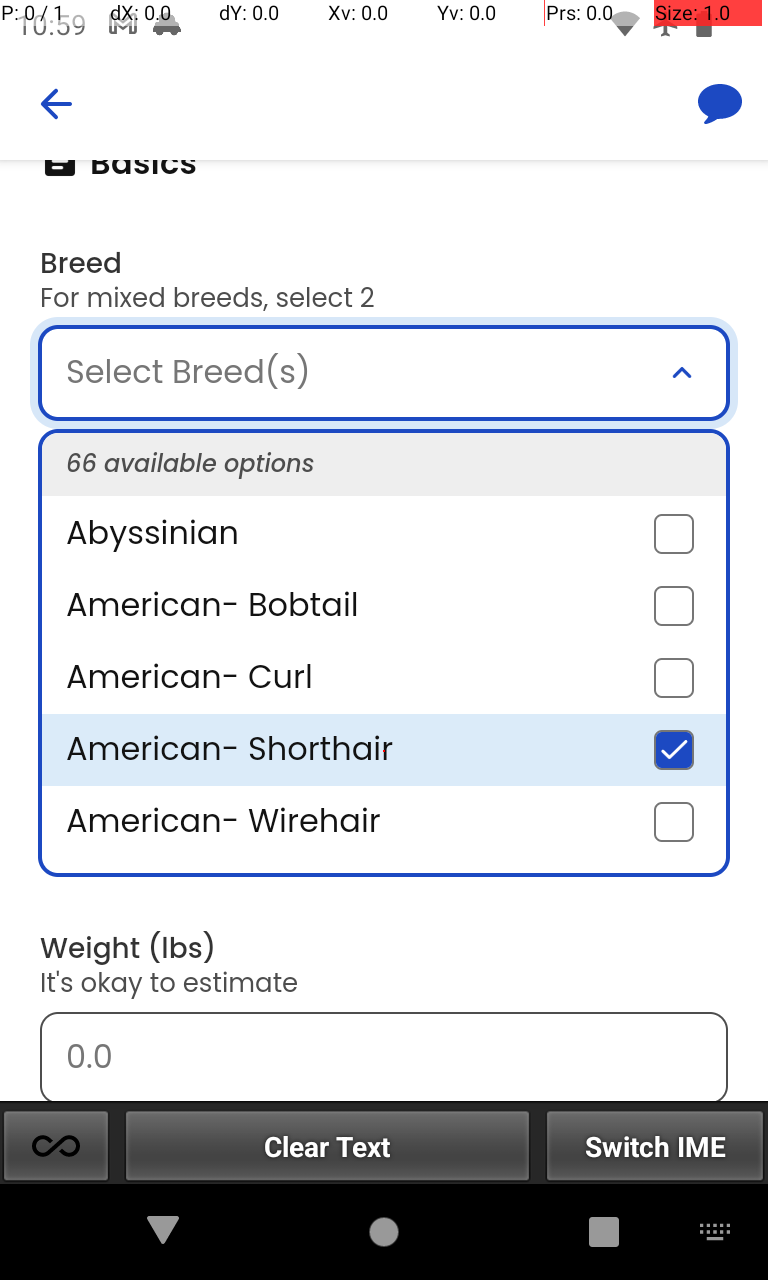 P: 0 / 1 dX: 0.0 dY: 0.0 Xv: 0.0 Yv: 0.0 Prs: 0.0 Size: 1.0
10:59
Basics
Breed
For mixed breeds, select 2
Select Breed(s)
66 available options
Abyssinian
American- Bobtail
American- Curl
American- Shorthair
American- Wirehair
Weight (lbs)
It's okay to estimate
0.0
Clear Text
Switch IME